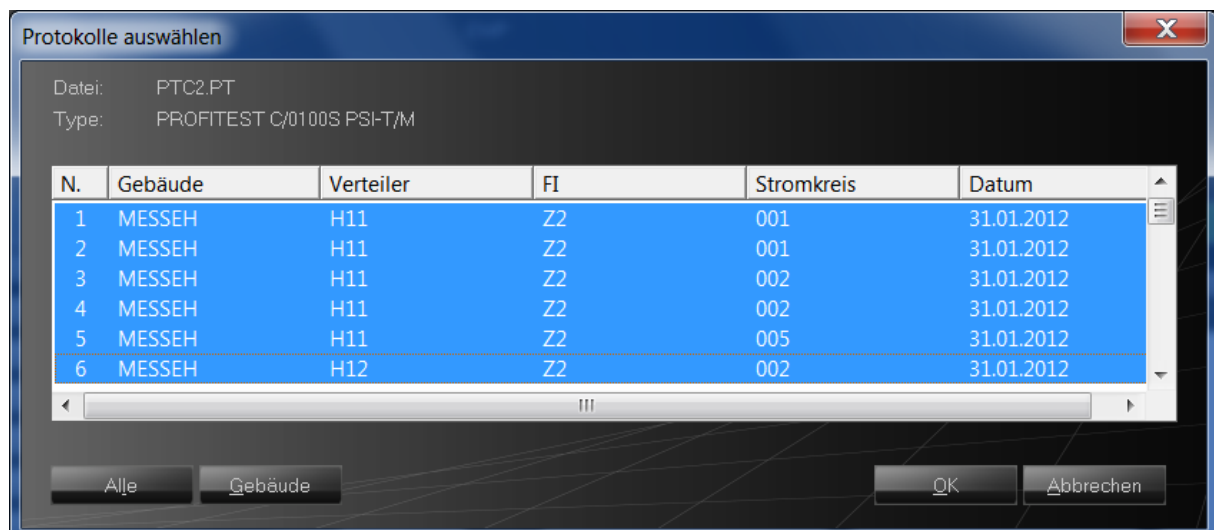 Protokolle auswählen
Datei: PTC2.PT
Type: PROFITEST C/0100S PSI-T/M
N. Gebäude Verteiler FI Stromkreis Datum
1 MESSEH H11 Z2 001 31.01.2012
2 MESSEH H11 Z2 001 31.01.2012
3 MESSEH H11 Z2 002 31.01.2012
4 MESSEH H11 Z2 002 31.01.2012
5 MESSEH H11 Z2 005 31.01.2012
6 MESSEH H12 Z2 002 31.01.2012
Alle Gebäude OK Abbrechen